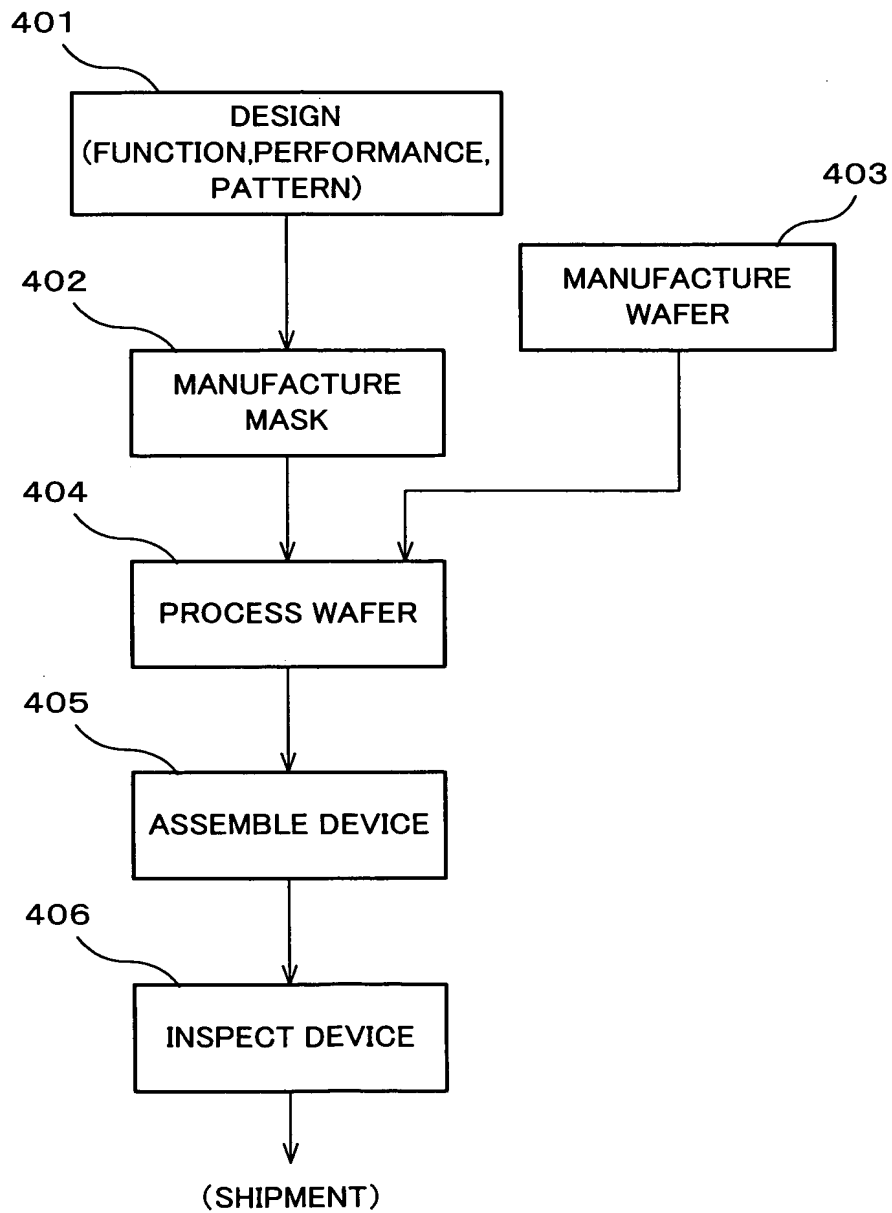 401
DESIGN
(FUNCTION,PERFORMANCE,
PATTERN)
403
MANUFACTURE
WAFER
402
MANUFACTURE
MASK
404
PROCESS WAFER
405
ASSEMBLE DEVICE
406
INSPECT DEVICE
(SHIPMENT)